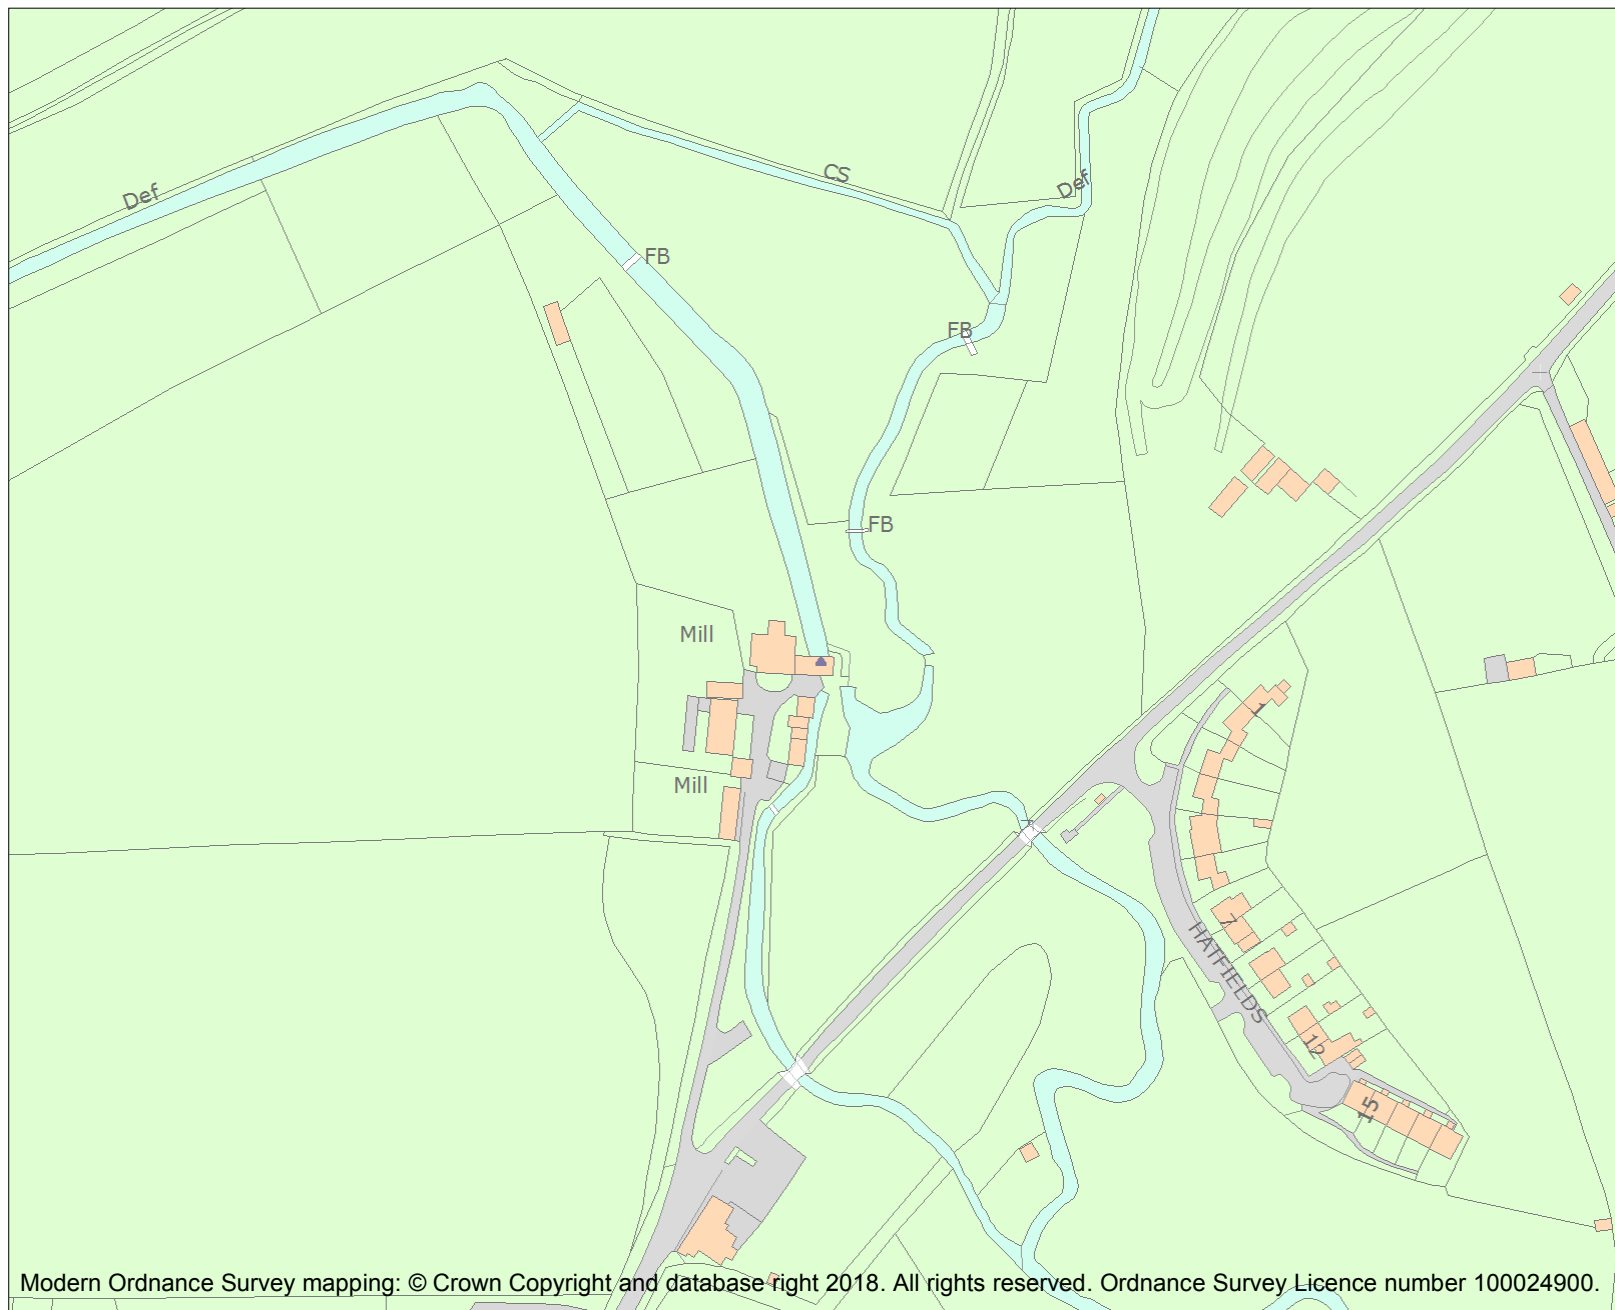 Def
CS
Def
FB
FB
FB
Mill
Mill
1
7
HATFIELDS
12
15
Modern Ordnance Survey mapping: © Crown Copyright and database right 2018. All rights reserved. Ordnance Survey Licence number 100024900.